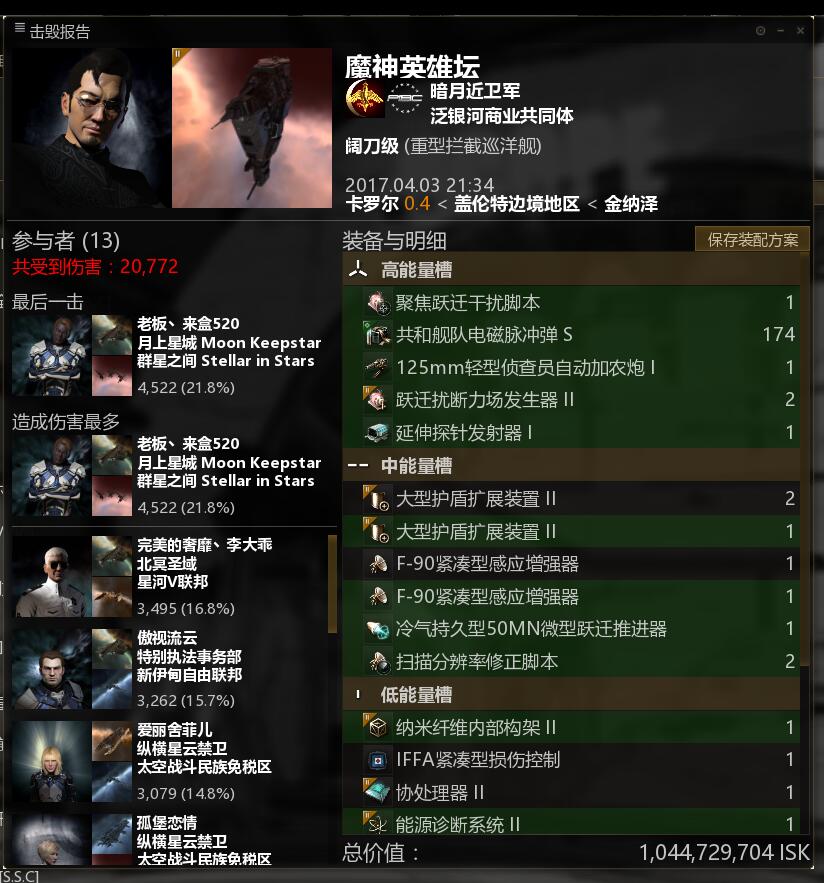 击毁报告
魔神英雄坛
暗月近卫军
泛银河商业共同体
阔刀级 (重型拦截巡洋舰)
2017.04.03 21:34
卡罗尔 0.4 < 盖伦特边境地区 < 金纳泽
参与者 (13)
共受到伤害：20,772
最后一击
老板、来盒520
月上星城 Moon Keepstar
群星之间 Stellar in Stars
4,522 (21.8%)
造成伤害最多
老板、来盒520
月上星城 Moon Keepstar
群星之间 Stellar in Stars
4,522 (21.8%)
完美的奢靡、李大乖
北冥圣域
星河V联邦
3,495 (16.8%)
傲视流云
特别执法事务部
新伊甸自由联邦
3,262 (15.7%)
爱丽舍菲儿
纵横星云禁卫
太空战斗民族免税区
3,079 (14.8%)
孤堡恋情
纵横星云禁卫
太空战斗民族免税区
装备与明细
保存装配方案
高能量槽
聚焦跃迁干扰脚本 1
共和舰队电磁脉冲弹 S 174
125mm轻型侦查员自动加农炮 I 1
跃迁扰断力场发生器 II 2
延伸探针发射器 I 1
中能量槽
大型护盾扩展装置 II 2
大型护盾扩展装置 II 1
F-90紧凑型感应增强器 1
F-90紧凑型感应增强器 1
冷气持久型50MN微型跃迁推进器 1
扫描分辨率修正脚本 2
低能量槽
纳米纤维内部构架 II 1
IFFA紧凑型损伤控制 1
协处理器 II 1
能源诊断系统 II 1
总价值： 1,044,729,704 ISK
[S.S.C]